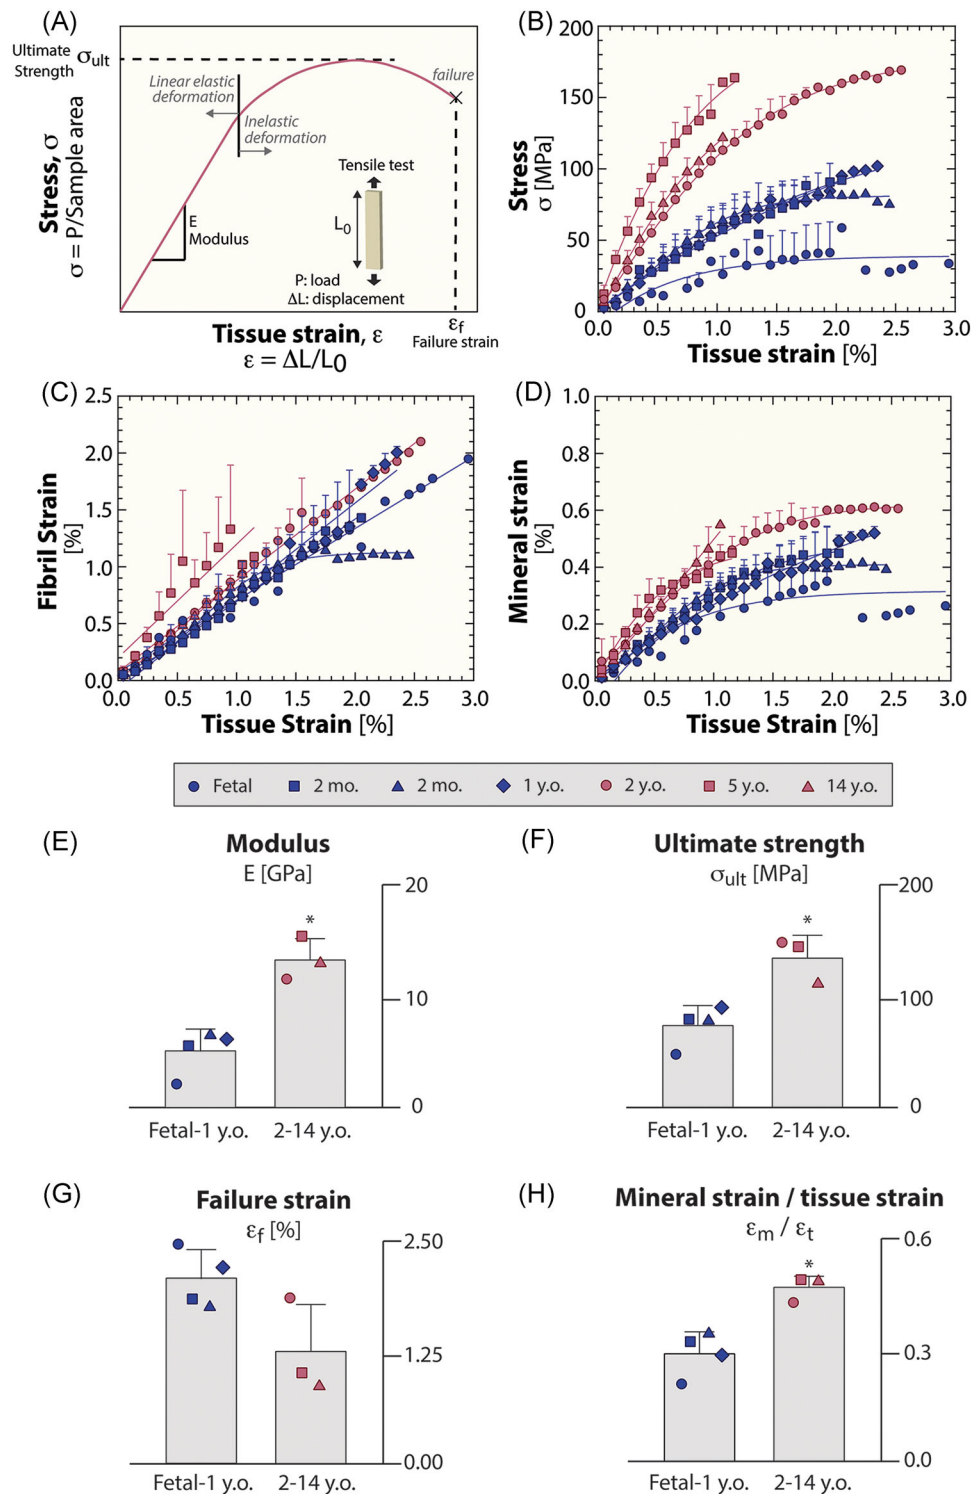 (A)
Ultimate
Strength
σult
Linear elastic
deformation
Inelastic
deformation
failure
E
Modulus
Tensile test
L0
P: load
ΔL: displacement
Stress, σ
σ = P/Sample area
Tissue strain, ε
ε = ΔL/L0
εf
Failure strain
(B)
Stress
σ [MPa]
200
150
100
50
0
0.0 0.5 1.0 1.5 2.0 2.5 3.0
Tissue strain [%]
(C)
Fibril Strain
[%]
2.5
2.0
1.5
1.0
0.5
0.0
0.0 0.5 1.0 1.5 2.0 2.5 3.0
Tissue Strain [%]
(D)
Mineral strain
[%]
1.0
0.8
0.6
0.4
0.2
0.0
0.0 0.5 1.0 1.5 2.0 2.5 3.0
Tissue Strain [%]
Fetal 2 mo. 2 mo. 1 y.o. 2 y.o. 5 y.o. 14 y.o.
(E)
Modulus
E [GPa]
20
10
0
*
Fetal-1 y.o. 2-14 y.o.
(F)
Ultimate strength
σult [MPa]
200
100
0
*
Fetal-1 y.o. 2-14 y.o.
(G)
Failure strain
εf [%]
2.50
1.25
0.00
Fetal-1 y.o. 2-14 y.o.
(H)
Mineral strain / tissue strain
εm / εt
0.6
0.3
0.0
*
Fetal-1 y.o. 2-14 y.o.